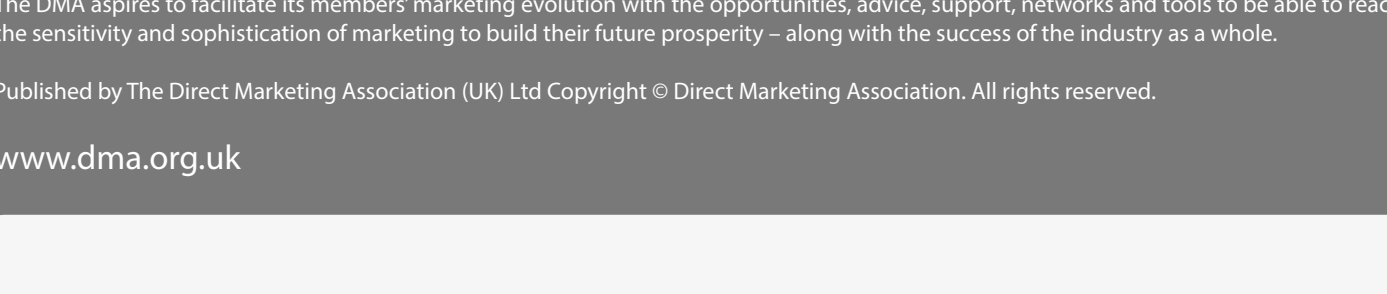 The DMA aspires to facilitate its members' marketing evolution with the opportunities, advice, support, networks and tools to be able to
the sensitivity and sophistication of marketing to build their future prosperity – along with the success of the industry as a whole.
Published by The Direct Marketing Association (UK) Ltd Copyright © Direct Marketing Association. All rights reserved.
www.dma.org.uk